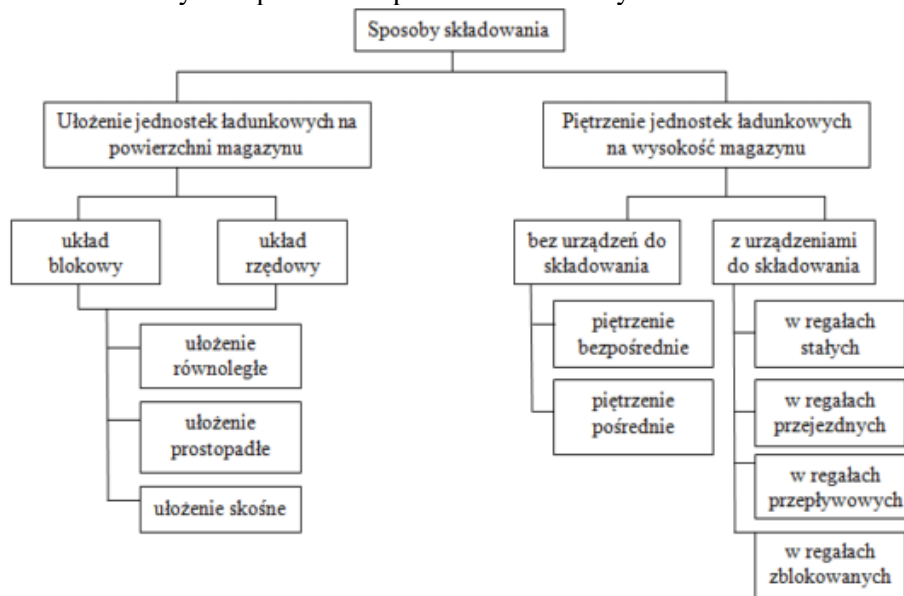 Sposoby składowania
Ułożenie jednostek ładunkowych na
powierzchni magazynu
Piętrzenie jednostek ładunkowych
na wysokość magazynu
układ
blokowy
układ
rzędowy
bez urządzeń do
składowania
z urządzeniami
do składowania
ułożenie
równoległe
ułożenie
prostopadłe
ułożenie skośne
piętrzenie
bezpośrednie
piętrzenie
pośrednie
w regałach
stałych
w regałach
przejezdnych
w regałach
przepływowych
w regałach
zblokowanych